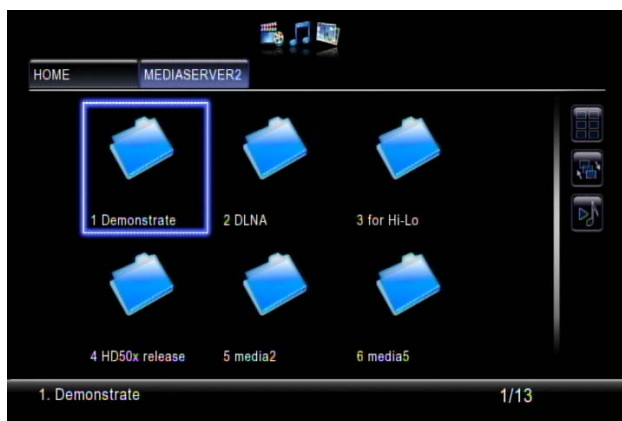 HOME MEDIASERVER2
1 Demonstrate 2 DLNA 3 for Hi-Lo
4 HD50x release 5 media2 6 media5
1. Demonstrate 1/13